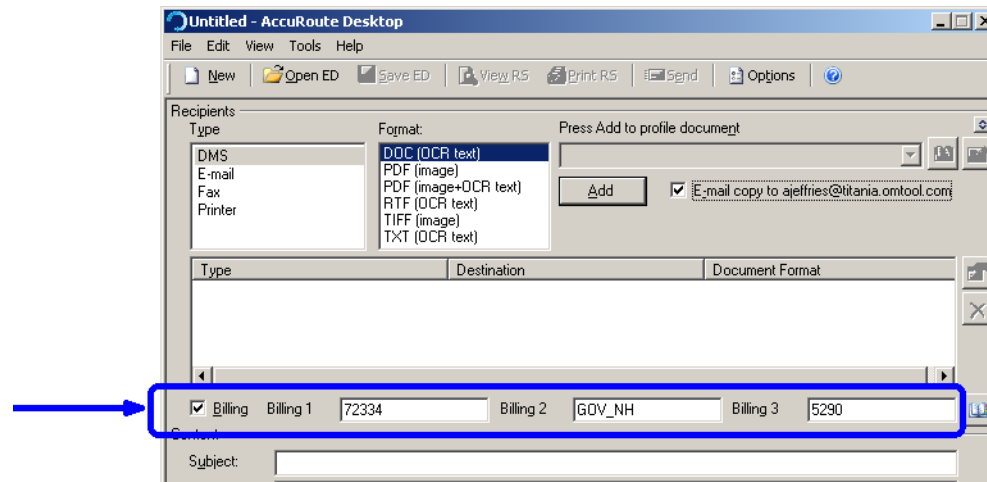 Untitled - AccuRoute Desktop
File Edit View Tools Help
New Open ED Save ED View RS Print RS Send Options
Recipients
Type Format: Press Add to profile document
DMS
E-mail
Fax
Printer
DOC (OCR text)
PDF (image)
PDF (image+OCR text)
RTF (OCR text)
TIFF (image)
TXT (OCR text)
Add E-mail copy to ajeffries@titania.omtool.com
Type Destination Document Format
Billing Billing 1 72334 Billing 2 GOV_NH Billing 3 5290
Content
Subject: